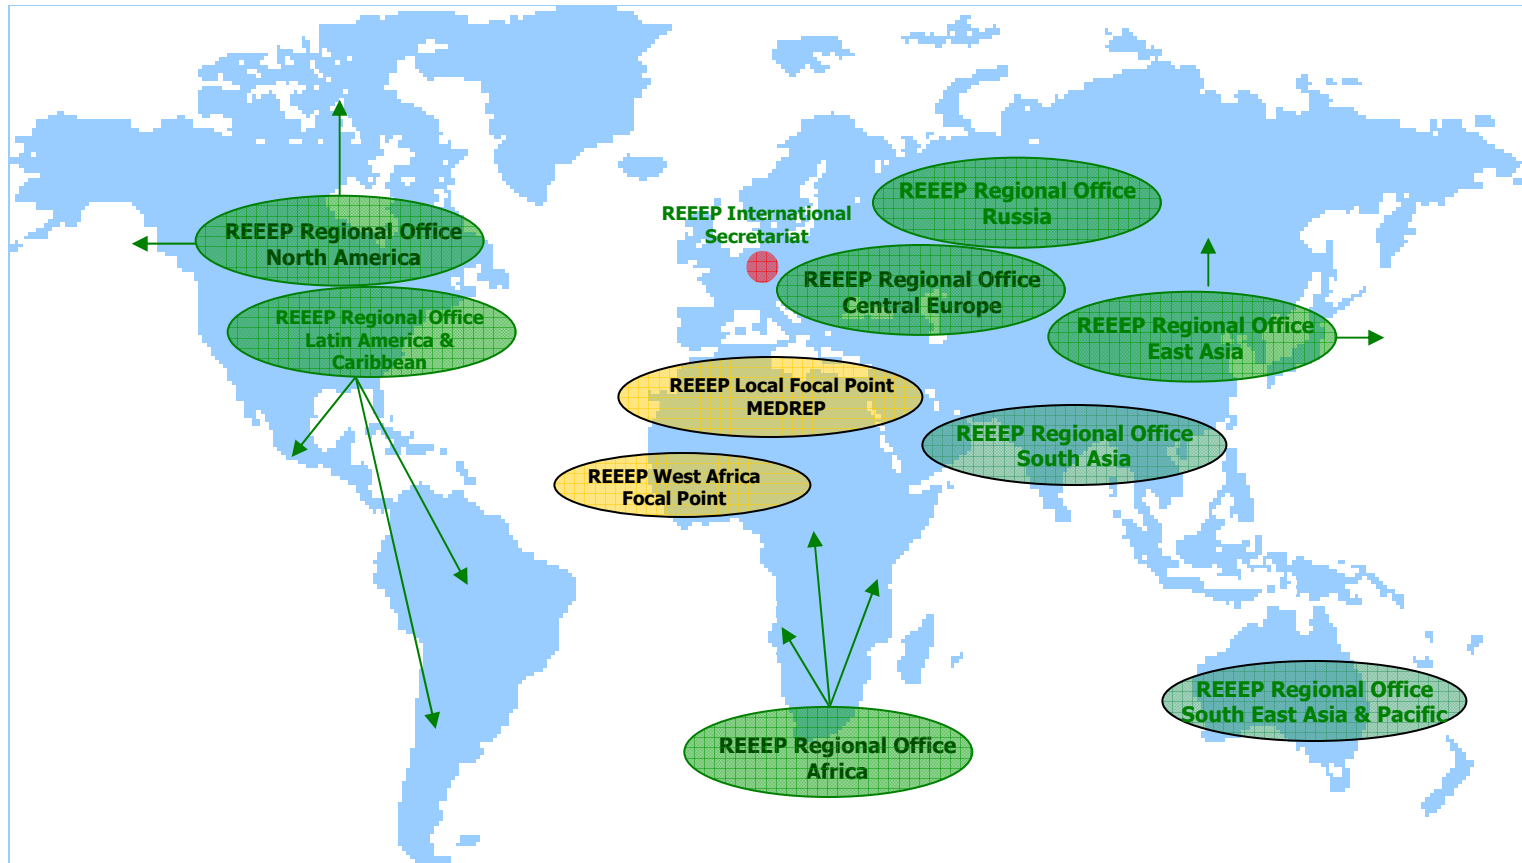 REEEP Regional Office
North America
REEEP Regional Office
Latin America &
Caribbean
REEEP International
Secretariat
REEEP Regional Office
Russia
REEEP Regional Office
Central Europe
REEEP Regional Office
East Asia
REEEP Local Focal Point
MEDREP
REEEP West Africa
Focal Point
REEEP Regional Office
South Asia
REEEP Regional Office
South East Asia & Pacific
REEEP Regional Office
Africa